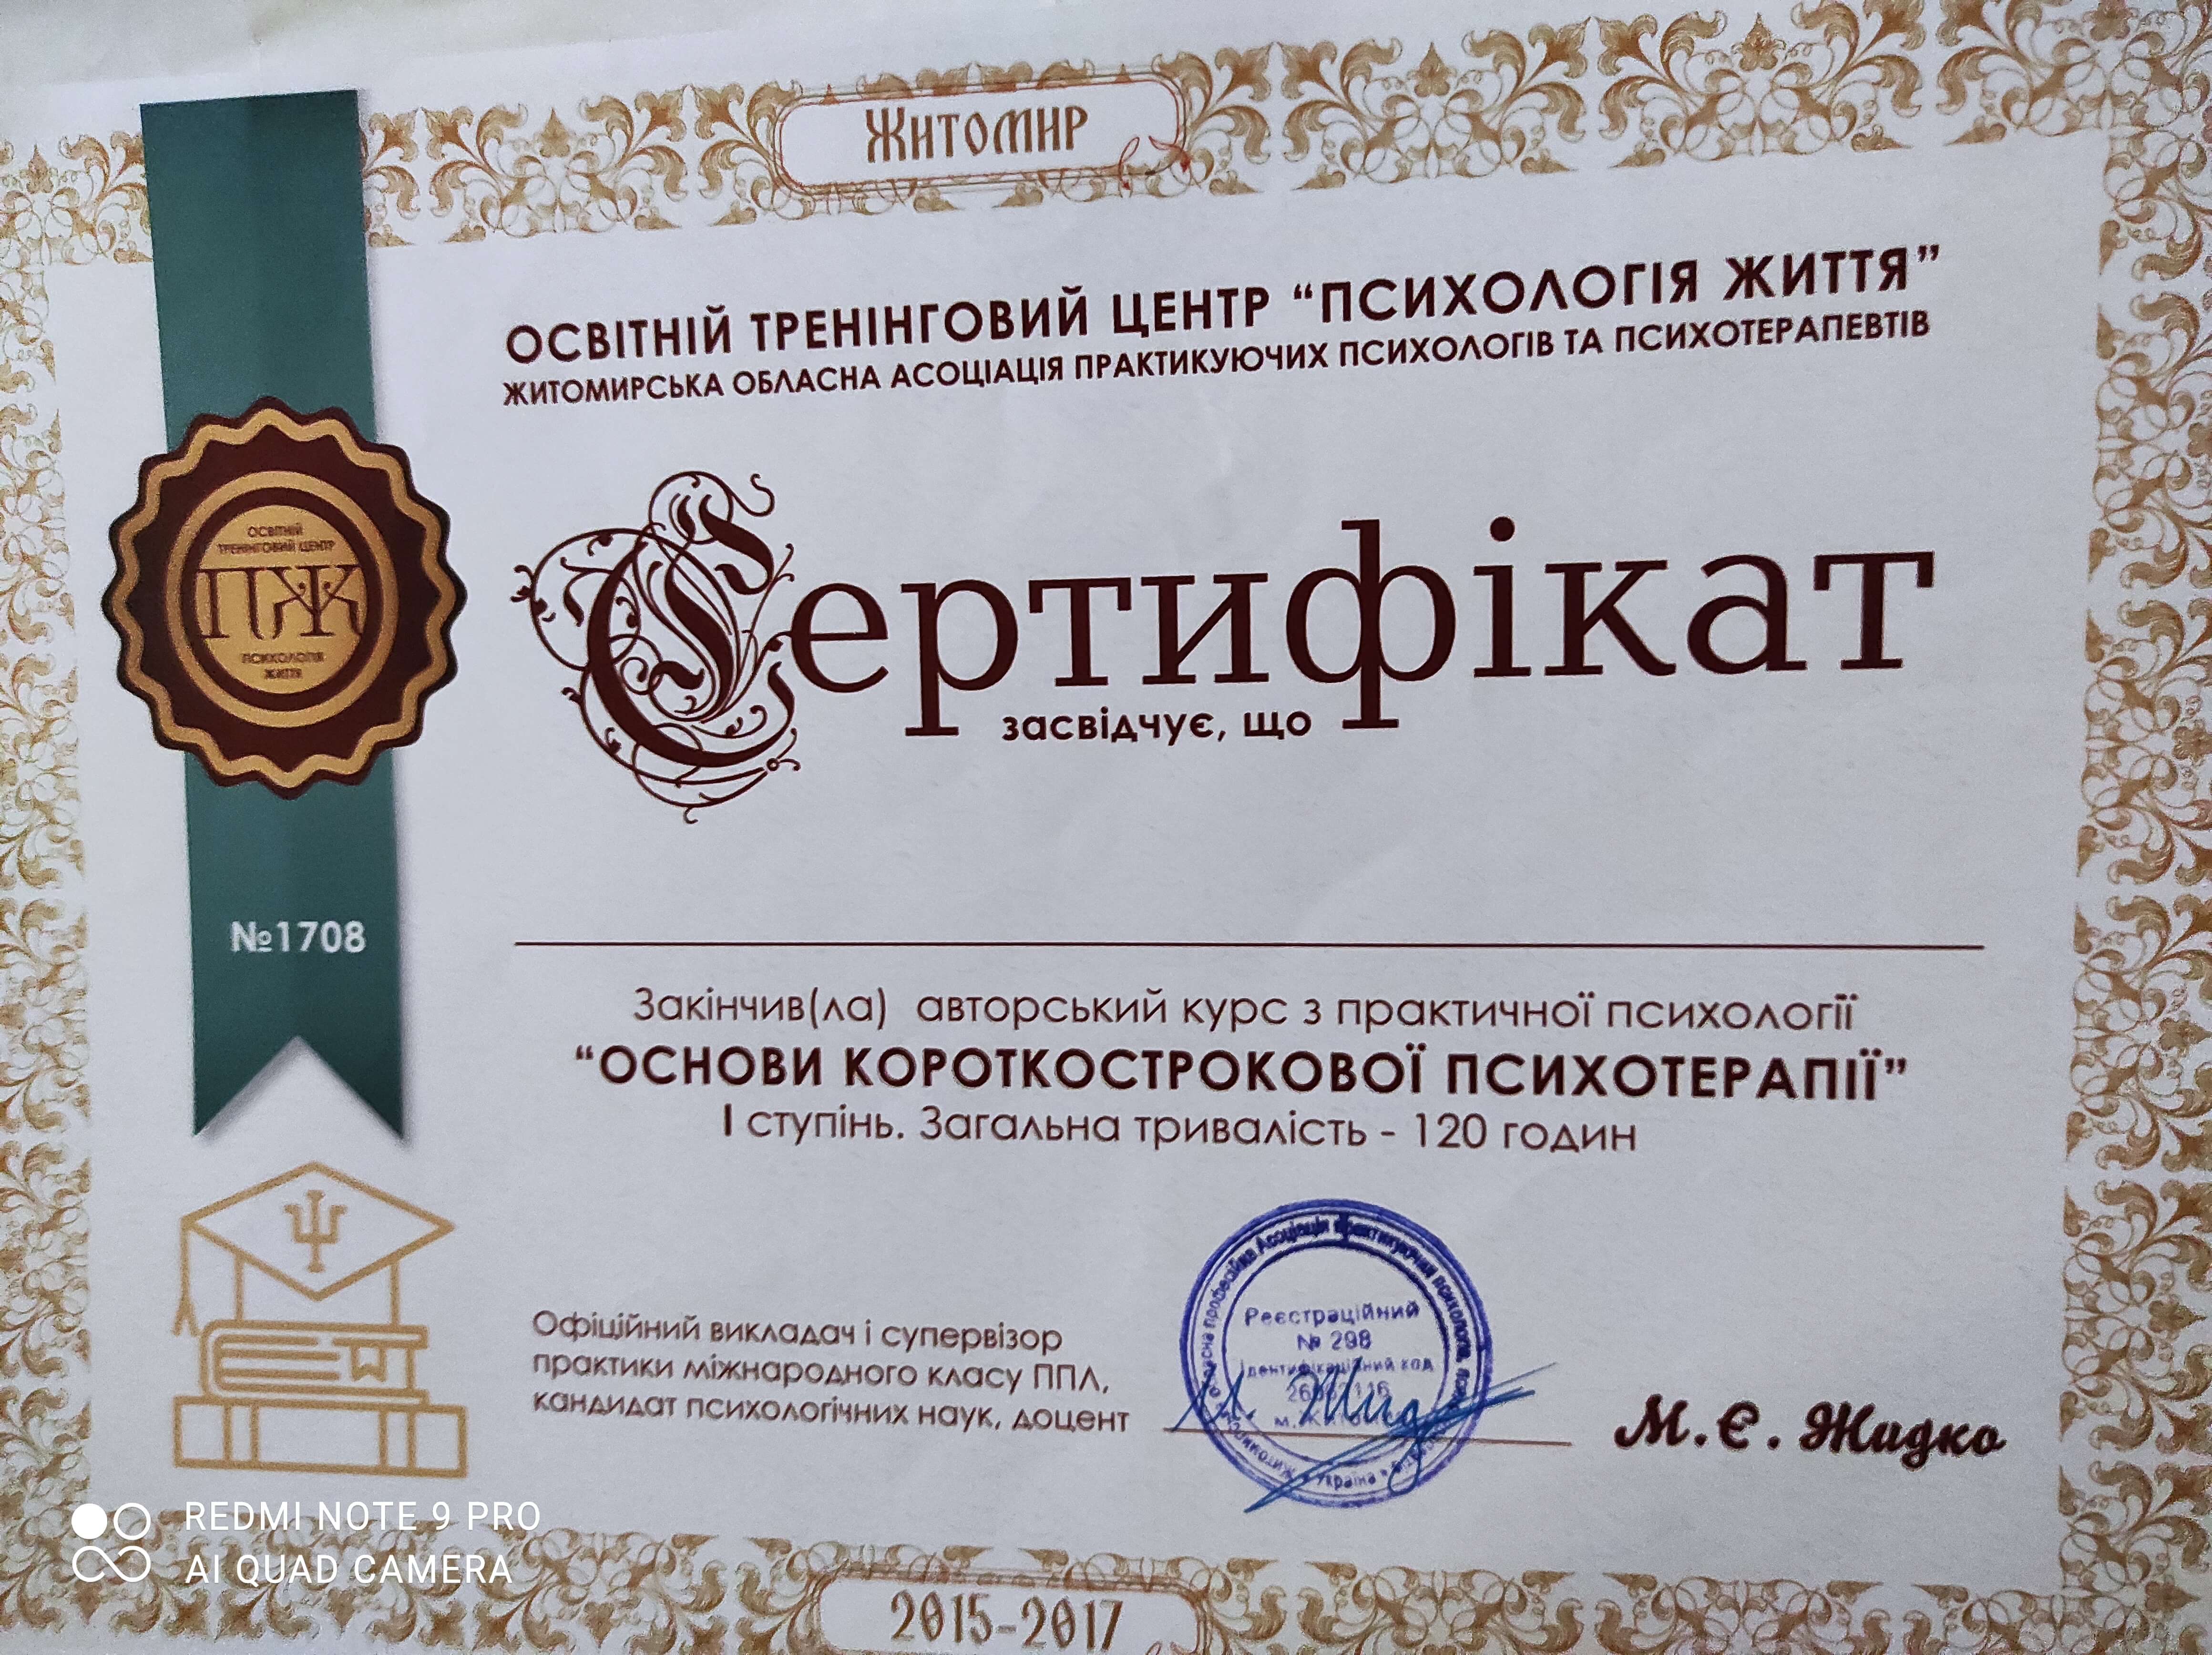 Житомир
ОСВІТНІЙ ТРЕНІНГОВИЙ ЦЕНТР “ПСИХОЛОГІЯ ЖИТТЯ”
ЖИТОМИРСЬКА ОБЛАСНА АСОЦІАЦІЯ ПРАКТИКУЮЧИХ ПСИХОЛОГІВ ТА ПСИХОТЕРАПЕВТІВ
ОСВІТНІЙ
ТРЕНІНГОВИЙ ЦЕНТР
ПЖ
ПСИХОЛОГІЯ
ЖИТТЯ
Сертифікат
засвідчує, що
№1708
Закінчив(ла) авторський курс з практичної психології
“ОСНОВИ КОРОТКОСТРОКОВОЇ ПСИХОТЕРАПІЇ”
І ступінь. Загальна тривалість - 120 годин
Офіційний викладач і супервізор
практики міжнародного класу ППЛ,
кандидат психологічних наук, доцент
Асоціація практикуючих
Реєстраційний
№ 298
Ідентифікаційний код
Україна
М. Є. Жидко
REDMI NOTE 9 PRO
AI QUAD CAMERA
2015-2017